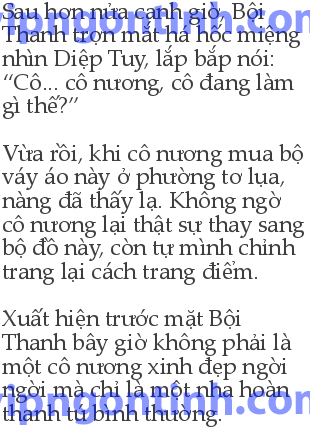 vipngontinh.com
Sau hơn nửa canh giờ, Bội
Thanh trợn mắt há hốc miệng
nhìn Diệp Tuy, lắp bắp nói:
“Cô... cô nương, cô đang làm
gì thế?”
Vừa rồi, khi cô nương mua bộ
váy áo này ở phường tơ lụa,
nàng đã thấy lạ. Không ngờ
cô nương lại thật sự thay sang
bộ đồ này, còn tự mình chỉnh
trang lại cách trang điểm.
Xuất hiện trước mặt Bội
Thanh bây giờ không phải là
một cô nương xinh đẹp ngời
ngời mà chỉ là một nha hoàn
thanh tú bình thường.
vipngontinh.com